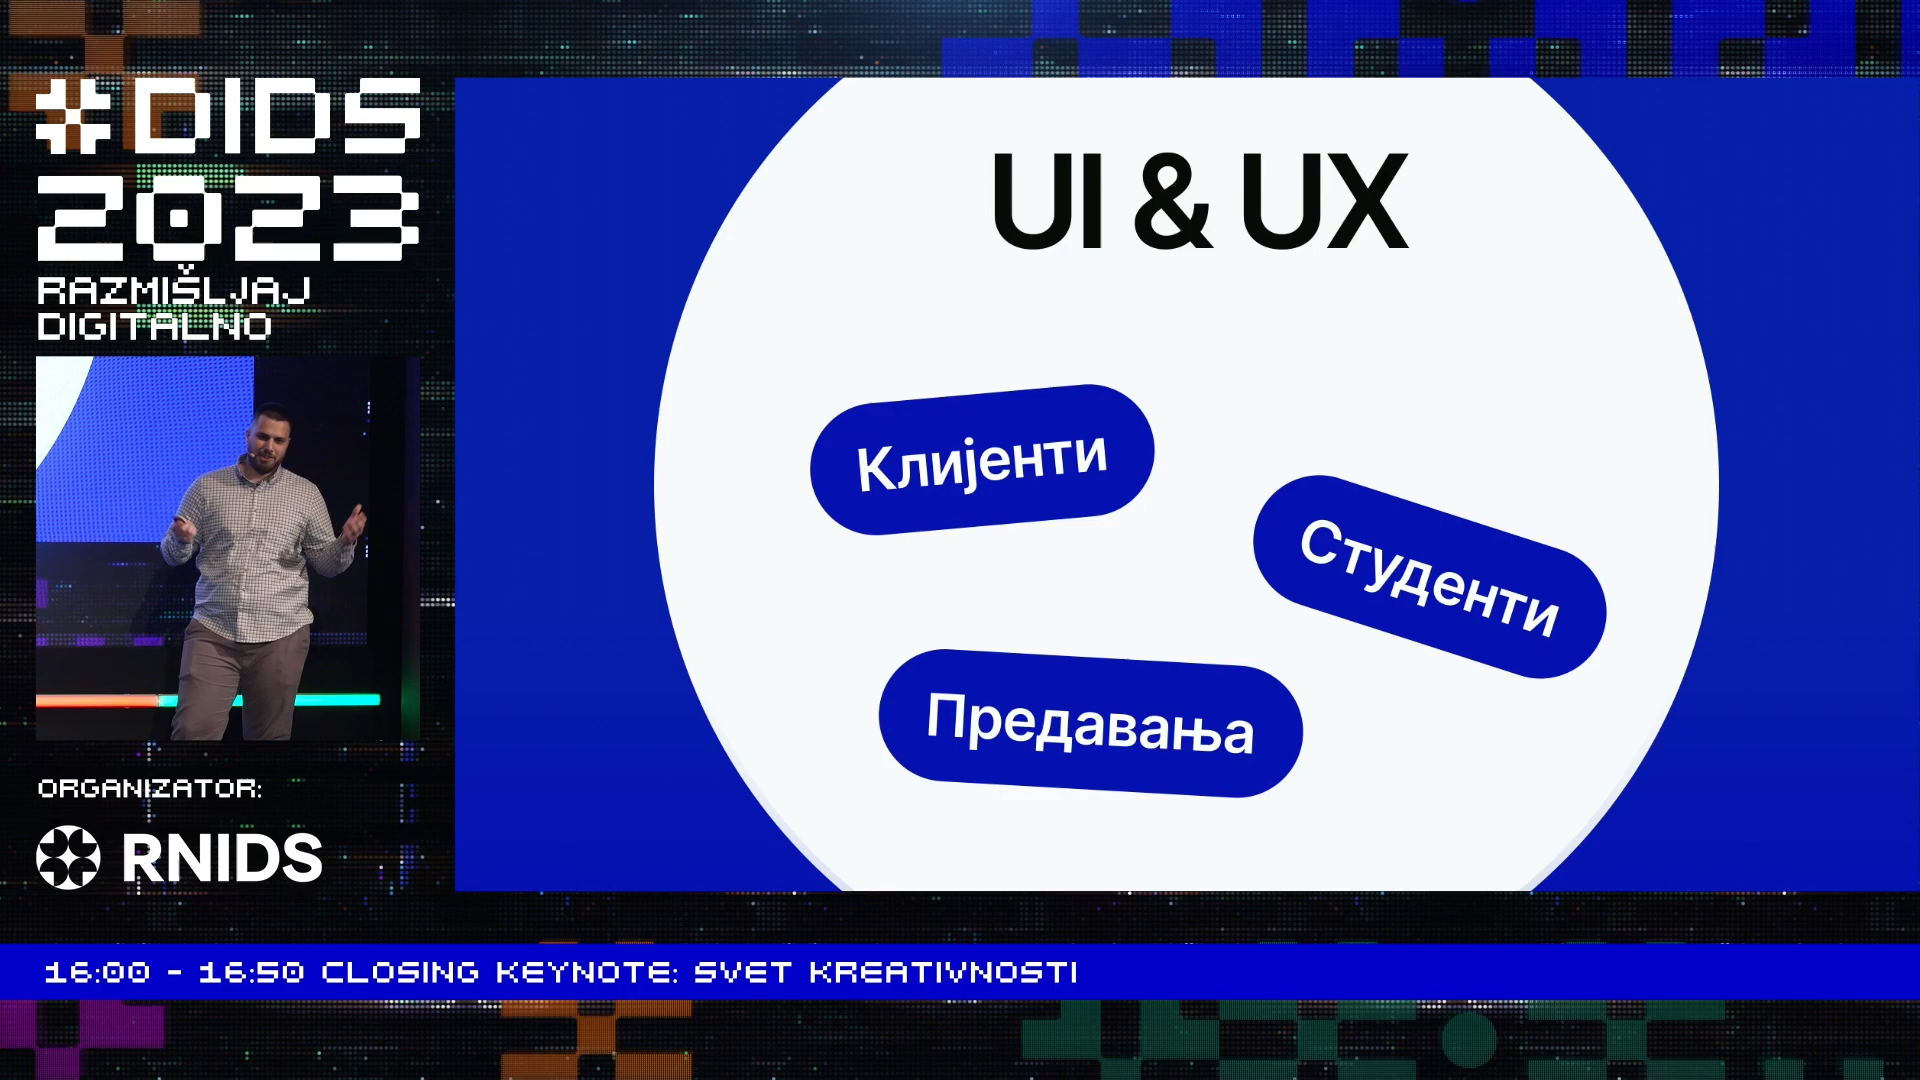 #DIDS
2023
RAZMIŠLJAJ
DIGITALNO
ORGANIZATOR:
RNIDS
UI & UX
Клијенти
Студенти
Предавања
16:00 - 16:50 CLOSING KEYNOTE: SVET KREATIVNOSTI